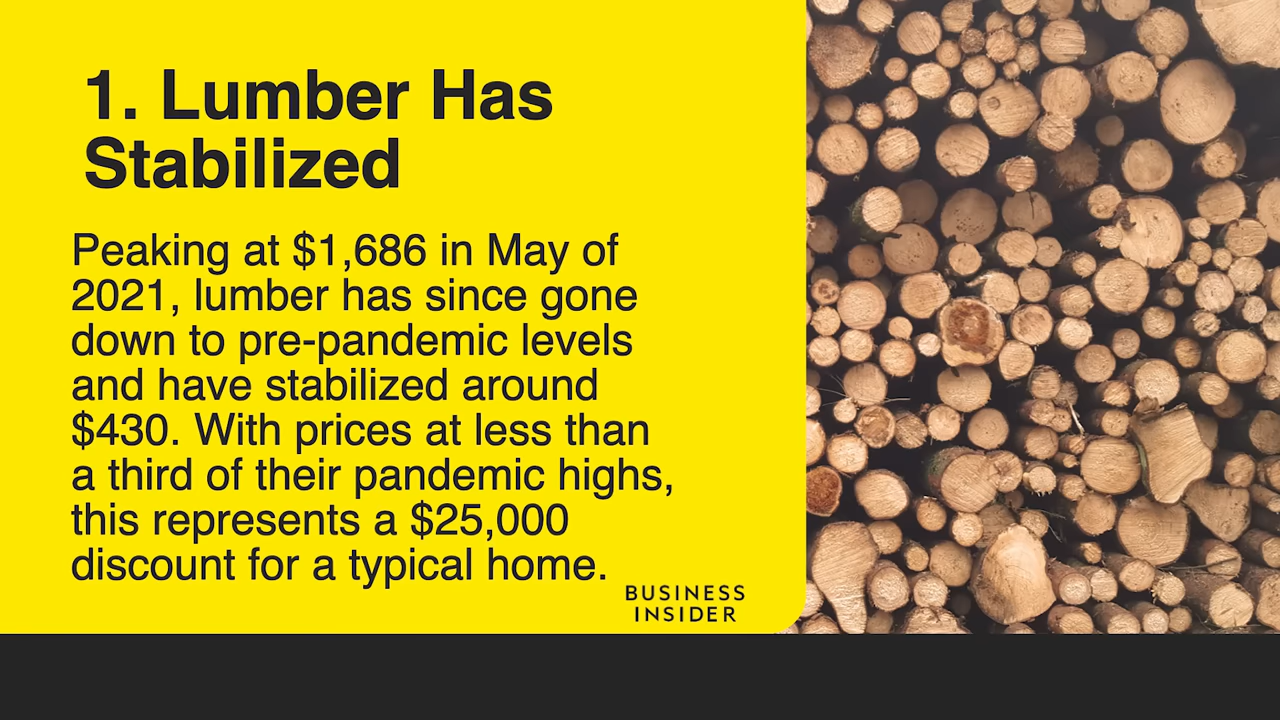 1. Lumber Has
Stabilized
Peaking at $1,686 in May of
2021, lumber has since gone
down to pre-pandemic levels
and have stabilized around
$430. With prices at less than
a third of their pandemic highs,
this represents a $25,000
discount for a typical home.
BUSINESS
INSIDER